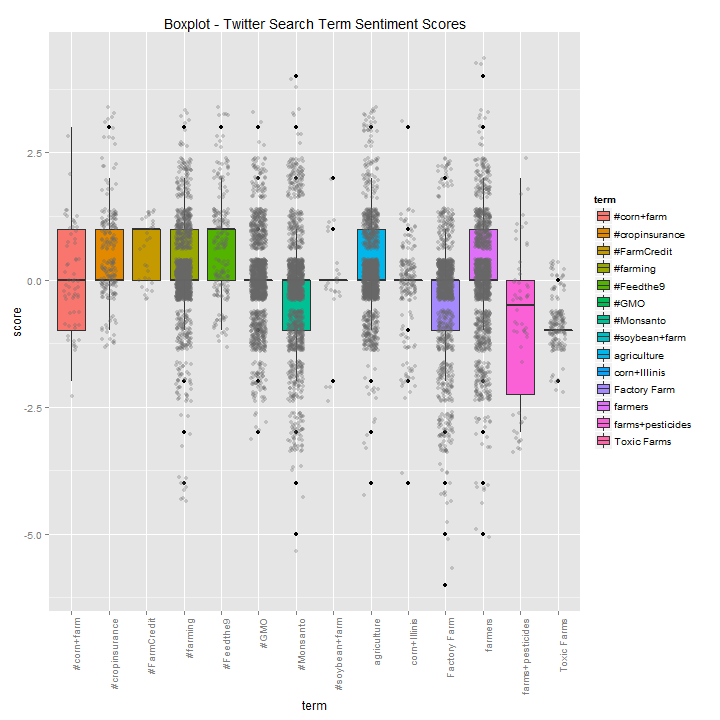 Boxplot - Twitter Search Term Sentiment Scores
score
2.5
0.0
-2.5
-5.0
#corn+farm
#cropinsurance
#FarmCredit
#farming
#Feedthe9
#GMO
#Monsanto
#soybean+farm
agriculture
corn+Illinis
Factory Farm
farmers
farms+pesticides
Toxic Farms
term
term
#corn+farm
#cropinsurance
#FarmCredit
#farming
#Feedthe9
#GMO
#Monsanto
#soybean+farm
agriculture
corn+Illinis
Factory Farm
farmers
farms+pesticides
Toxic Farms